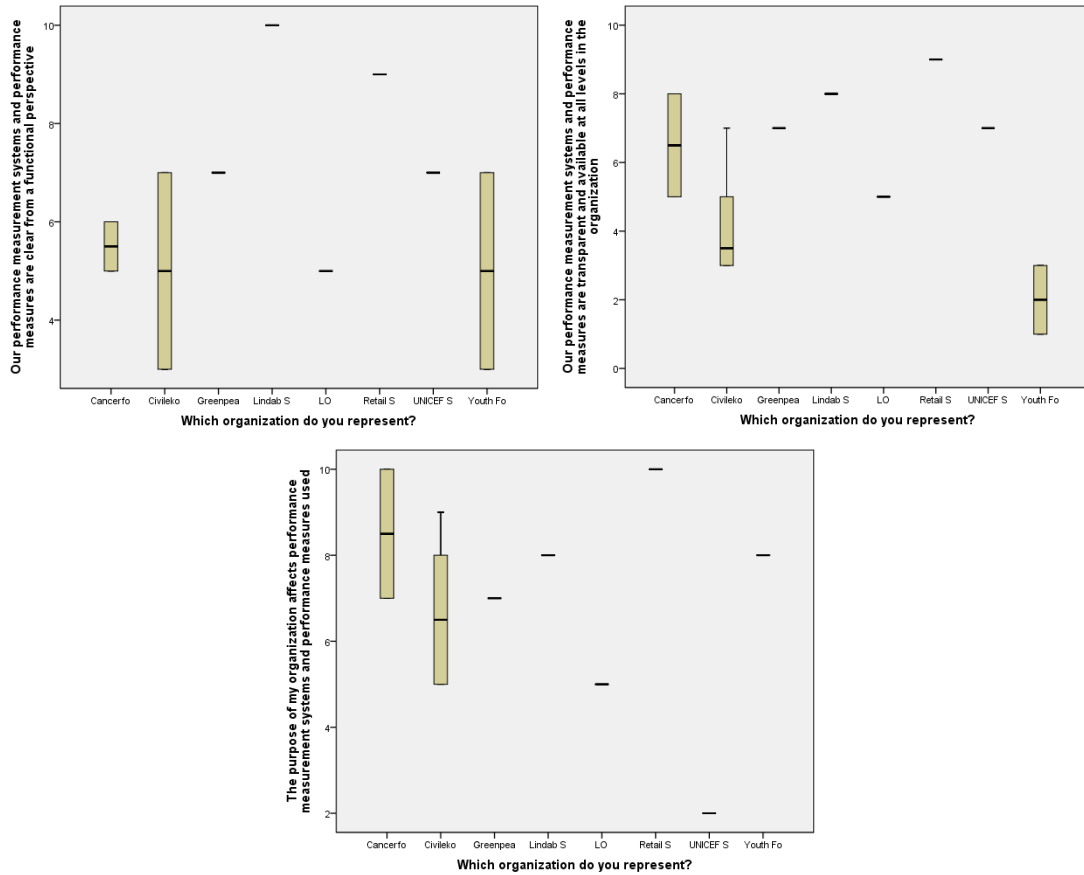 Our performance measurement systems and performance
measures are clear from a functional perspective
10
8
6
4
Cancerfo Civileko Greenpea Lindab S LO Retail S UNICEF S Youth Fo
Which organization do you represent?
Our performance measurement systems and performance
measures are transparent and available at all levels in the
organization
10
8
6
4
2
0
Cancerfo Civileko Greenpea Lindab S LO Retail S UNICEF S Youth Fo
Which organization do you represent?
The purpose of my organization affects performance
measurement systems and performance measures used
10
8
6
4
2
Cancerfo Civileko Greenpea Lindab S LO Retail S UNICEF S Youth Fo
Which organization do you represent?